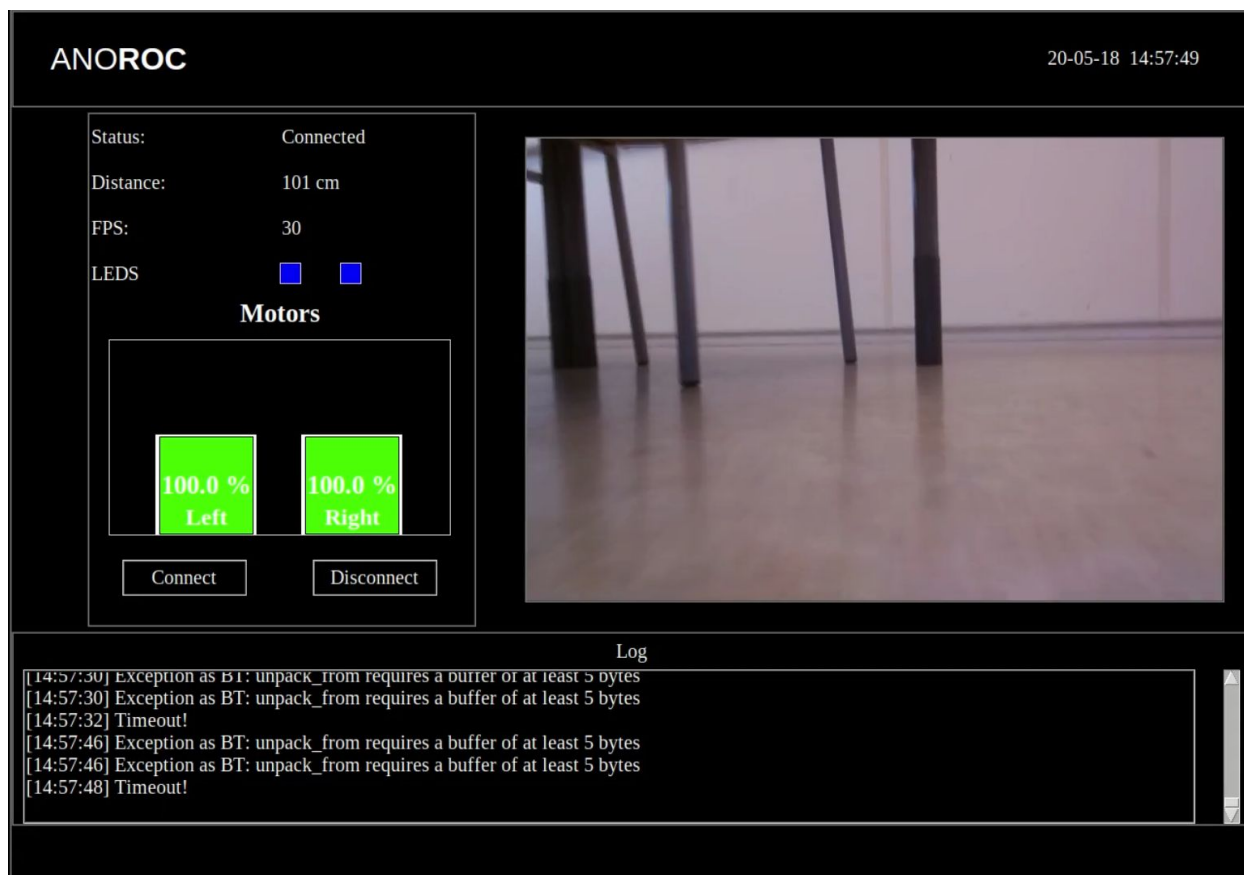 ANOROC
20-05-18 14:57:49
Status: Connected
Distance: 101 cm
FPS: 30
LEDS
Motors
100.0 % 100.0 %
Left Right
Connect Disconnect
Log
[14:57:30] Exception as BT: unpack_from requires a buffer of at least 5 bytes
[14:57:30] Exception as BT: unpack_from requires a buffer of at least 5 bytes
[14:57:32] Timeout!
[14:57:46] Exception as BT: unpack_from requires a buffer of at least 5 bytes
[14:57:46] Exception as BT: unpack_from requires a buffer of at least 5 bytes
[14:57:48] Timeout!